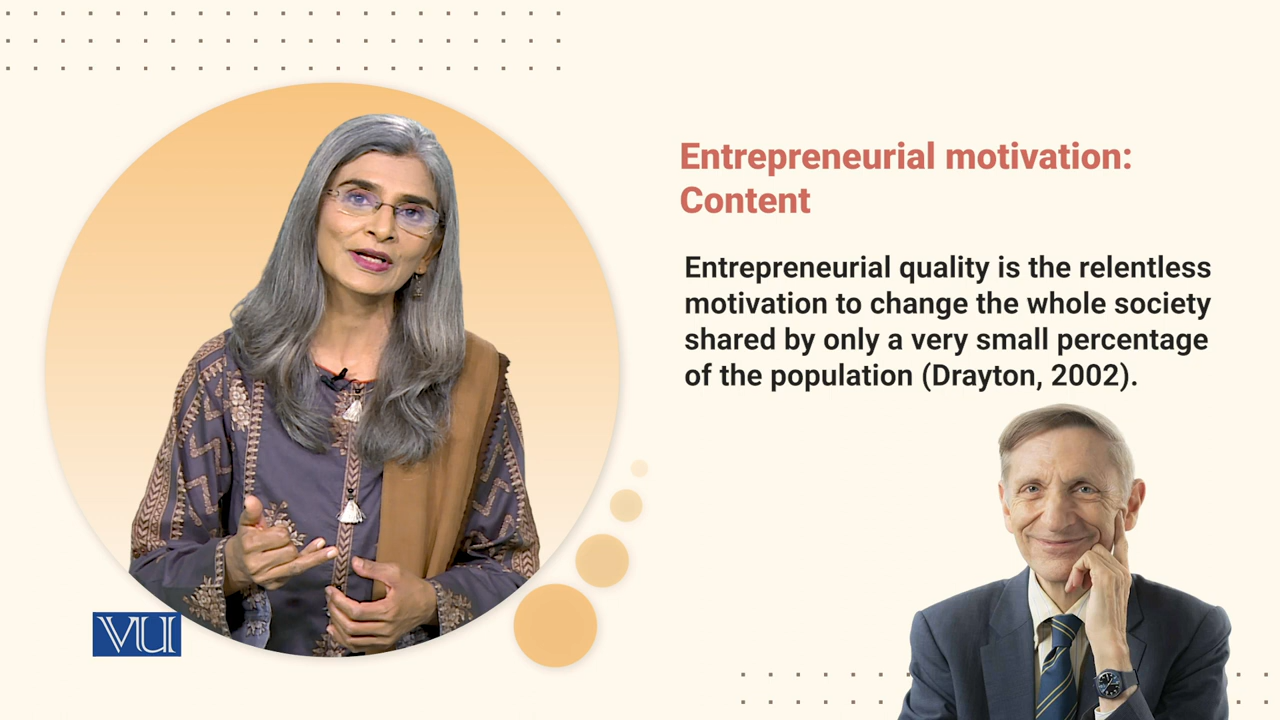 Entrepreneurial motivation:
Content
Entrepreneurial quality is the relentless
motivation to change the whole society
shared by only a very small percentage
of the population (Drayton, 2002).
VU